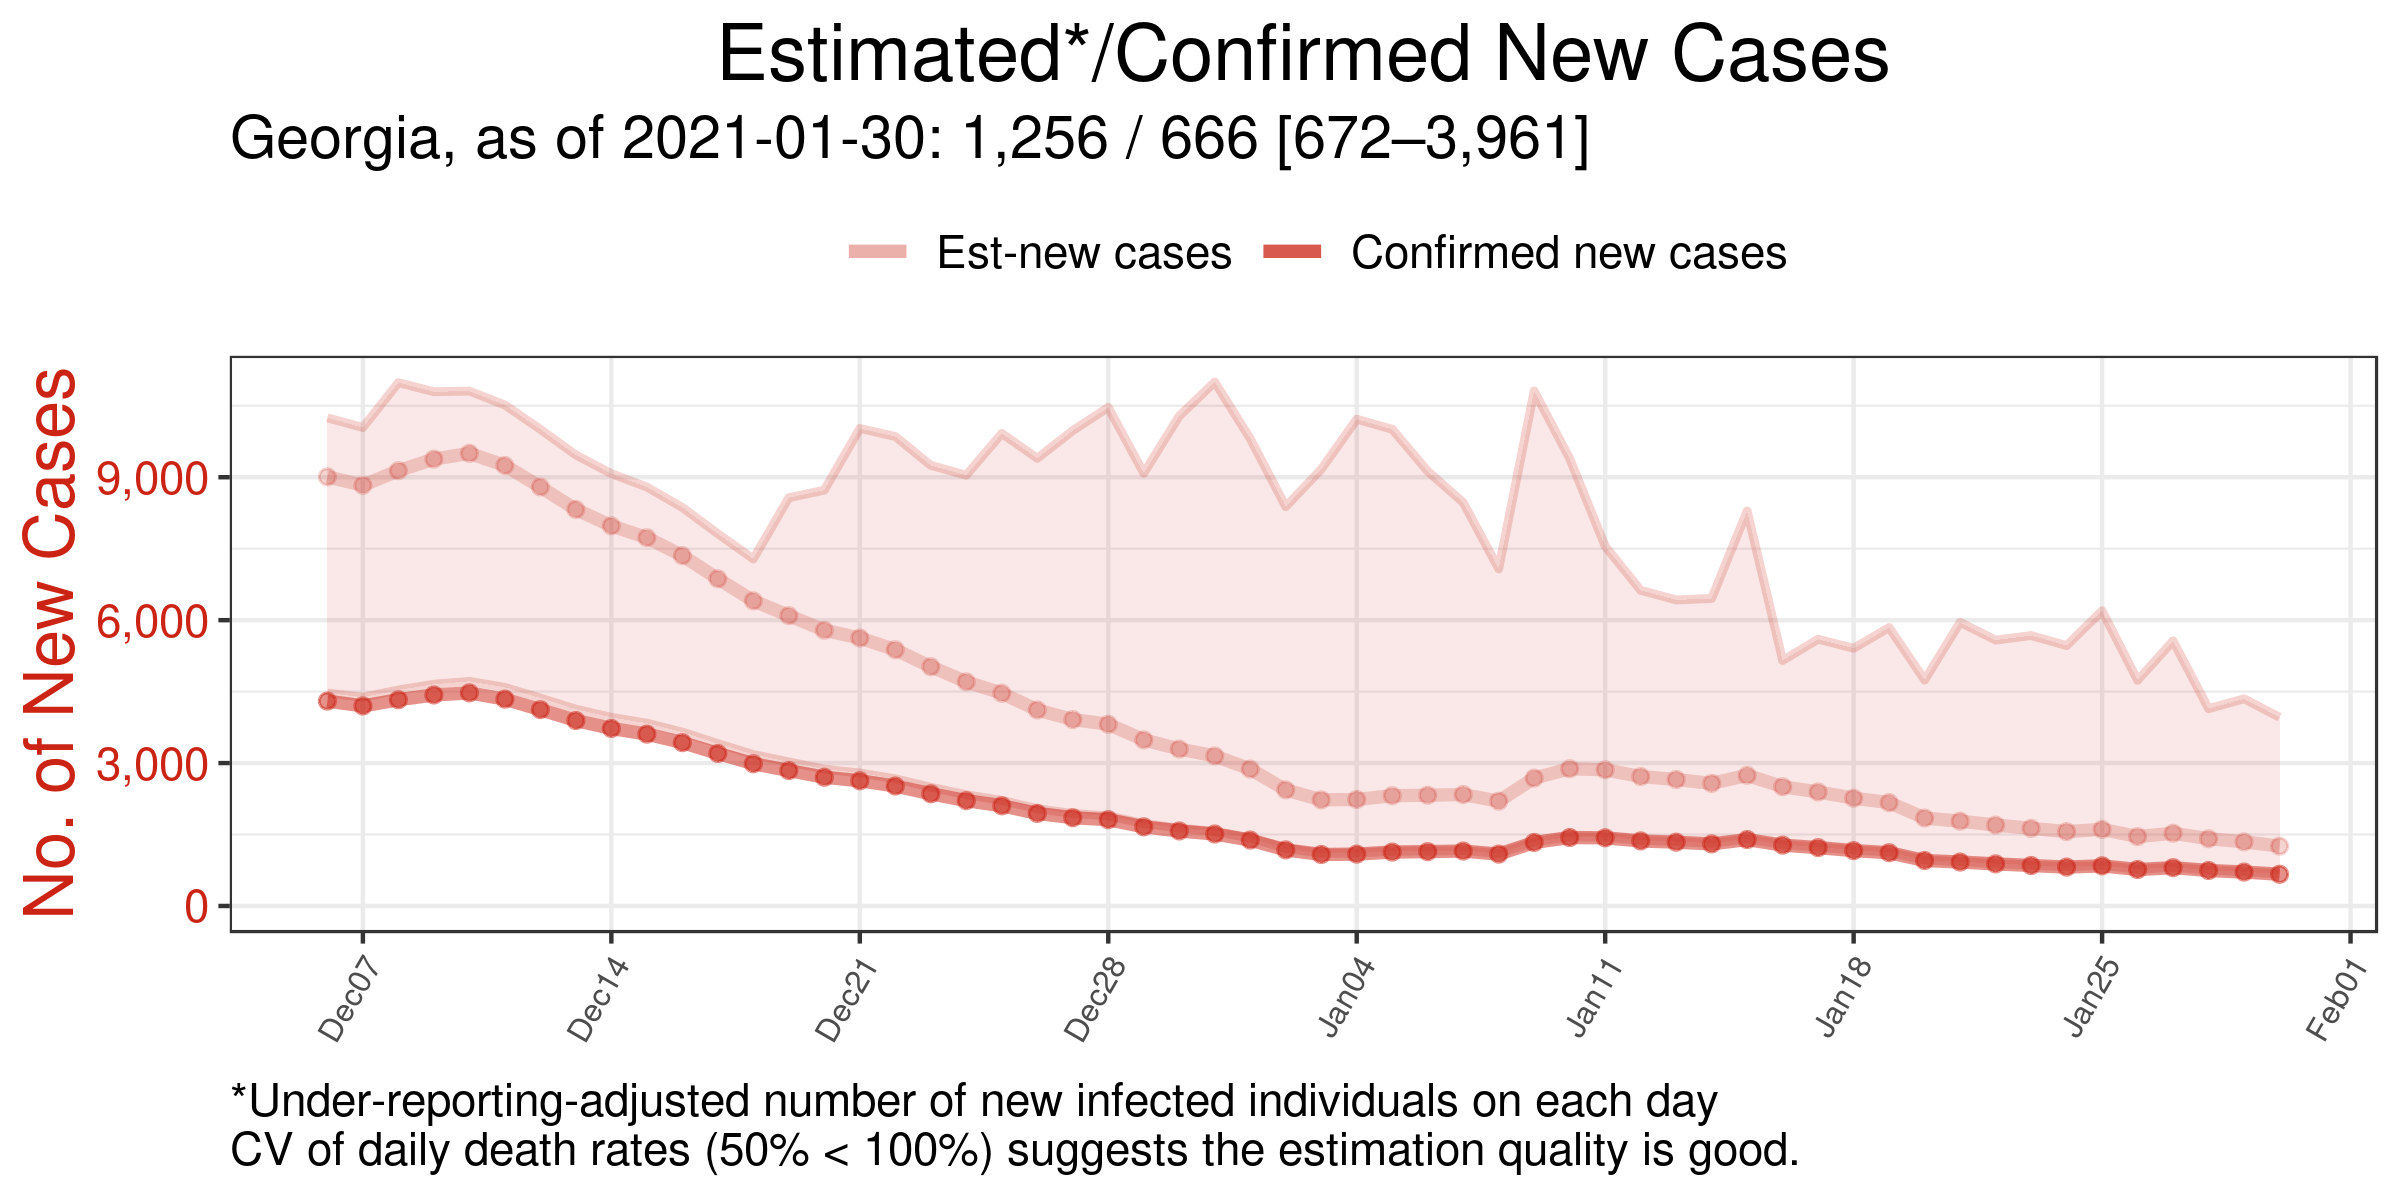 Estimated*/Confirmed New Cases
Georgia, as of 2021-01-30: 1,256 / 666 [672–3,961]
Est-new cases Confirmed new cases
No. of New Cases
9,000
6,000
3,000
0
Dec07 Dec14 Dec21 Dec28 Jan04 Jan11 Jan18 Jan25 Feb01
*Under-reporting-adjusted number of new infected individuals on each day
CV of daily death rates (50% < 100%) suggests the estimation quality is good.